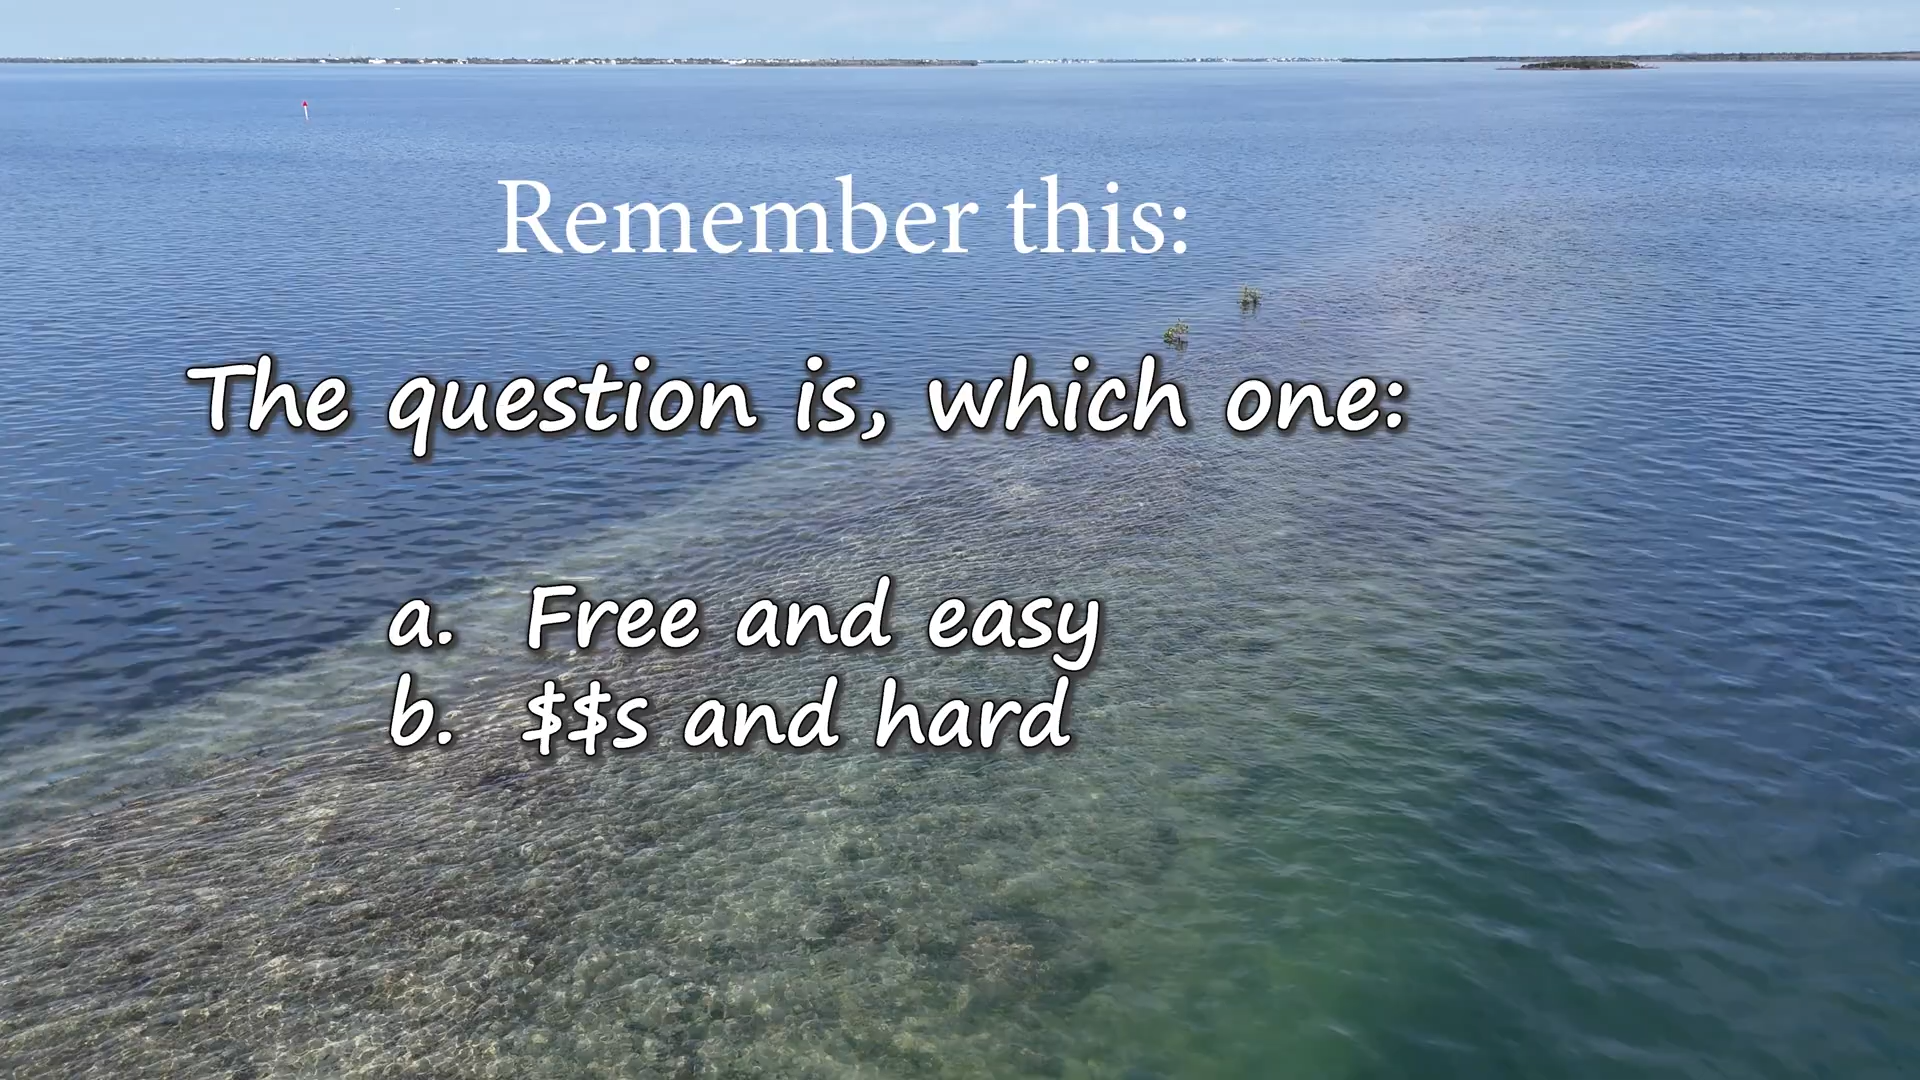 Remember this:
The question is, which one:
a. Free and easy
b. $$s and hard